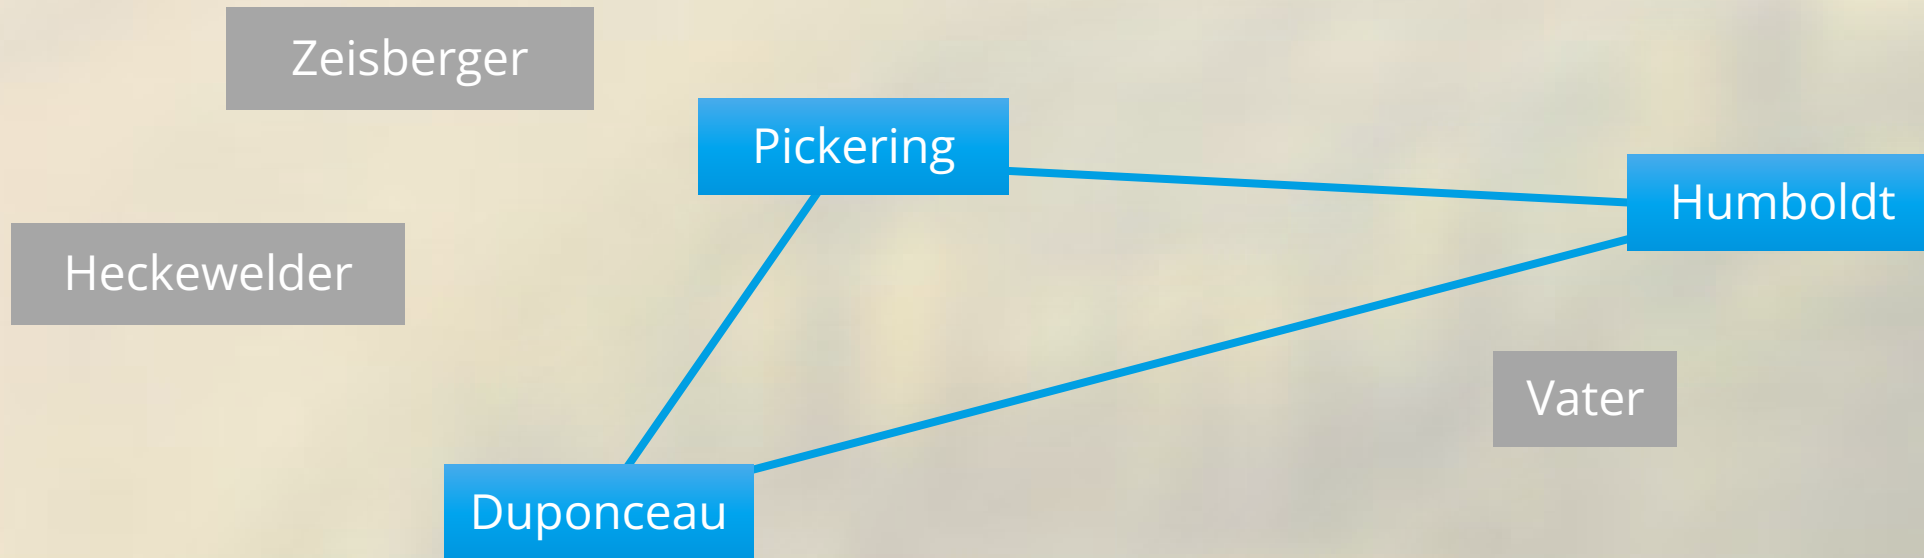 Zeisberger
Pickering
Humboldt
Heckewelder
Vater
Duponceau